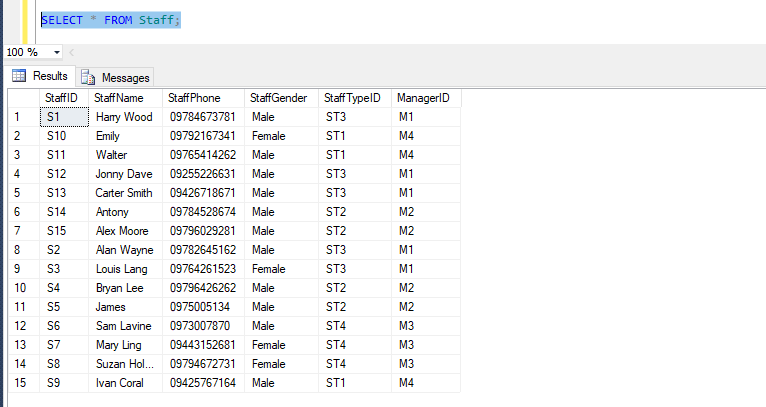 SELECT * FROM Staff;
100 %
Results Messages
StaffID StaffName StaffPhone StaffGender StaffTypeID ManagerID
1 S1 Harry Wood 09784673781 Male ST3 M1
2 S10 Emily 09792167341 Female ST1 M4
3 S11 Walter 09765414262 Male ST1 M4
4 S12 Jonny Dave 09255226631 Male ST3 M1
5 S13 Carter Smith 09426718671 Male ST3 M1
6 S14 Antony 09784528674 Male ST2 M2
7 S15 Alex Moore 09796029281 Male ST2 M2
8 S2 Alan Wayne 09782645162 Male ST3 M1
9 S3 Louis Lang 09764261523 Female ST3 M1
10 S4 Bryan Lee 09796426262 Male ST2 M2
11 S5 James 0975005134 Male ST2 M2
12 S6 Sam Lavine 0973007870 Male ST4 M3
13 S7 Mary Ling 09443152681 Female ST4 M3
14 S8 Suzan Hol... 09794672731 Female ST4 M3
15 S9 Ivan Coral 09425767164 Male ST1 M4